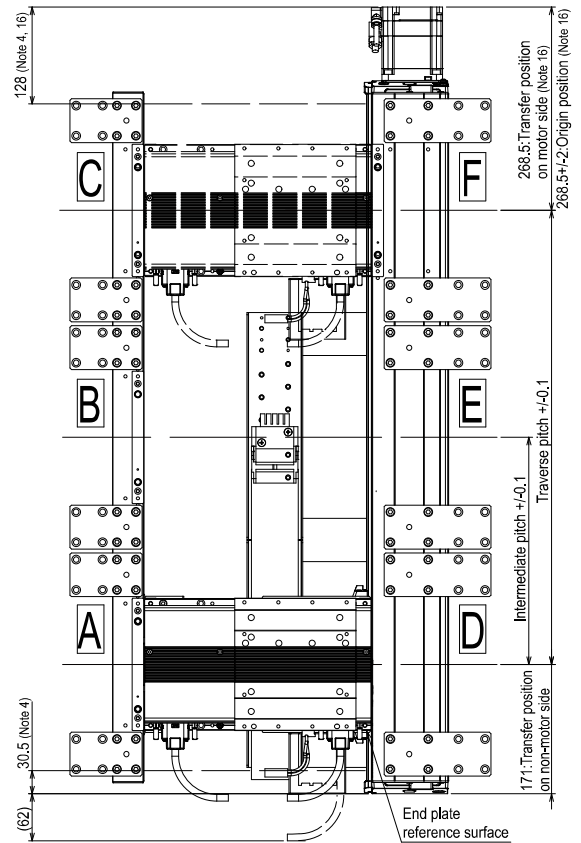 128 (Note 4, 16)
268.5:Transfer position
on motor side (Note 16)
268.5+/-2:Origin position (Note 16)
C
F
B
E
Traverse pitch +/-0.1
Intermediate pitch +/-0.1
A
D
30.5 (Note 4)
171:Transfer position
on non-motor side
(62)
End plate
reference surface